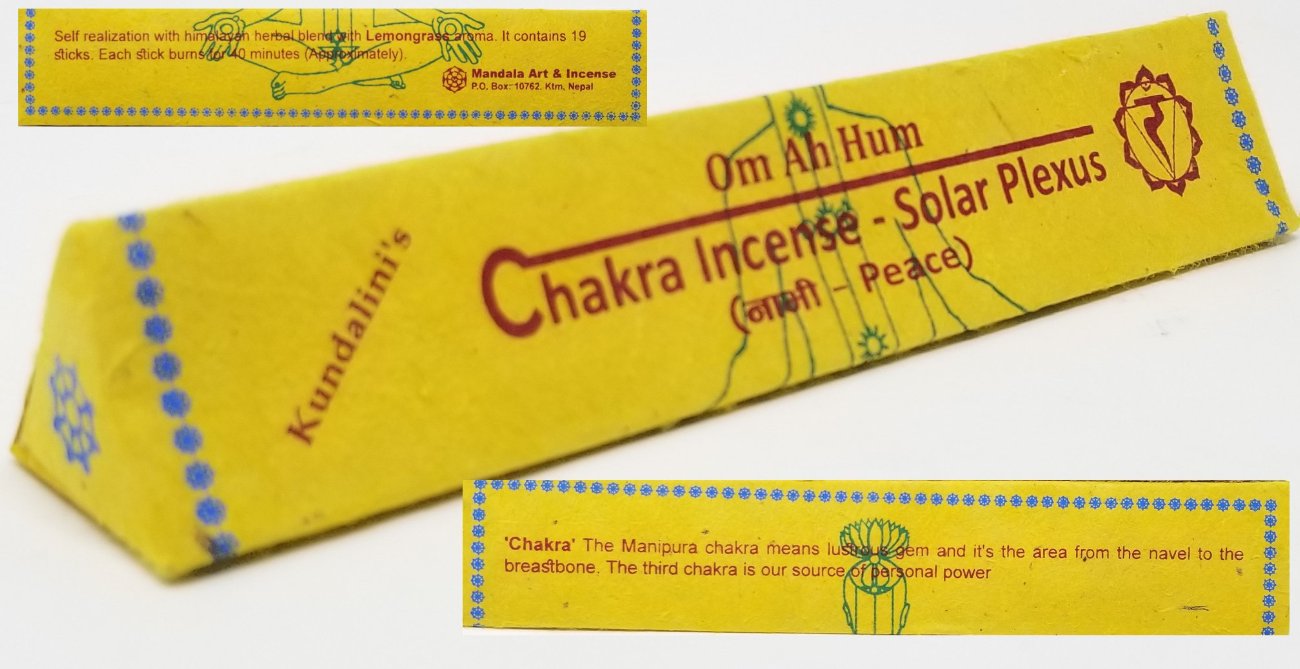 Self realization with himalayan herbal blend with Lemongrass aroma. It contains 19
sticks. Each stick burns for 40 minutes (Approximately).
Mandala Art & Incense
P.O. Box: 10762, Ktm, Nepal
Kundalini's
Om Ah Hum
Chakra Incense - Solar Plexus
(नाभी - Peace)
र
'Chakra' The Manipura chakra means lustrous gem and it's the area from the navel to the
breastbone. The third chakra is our source of personal power